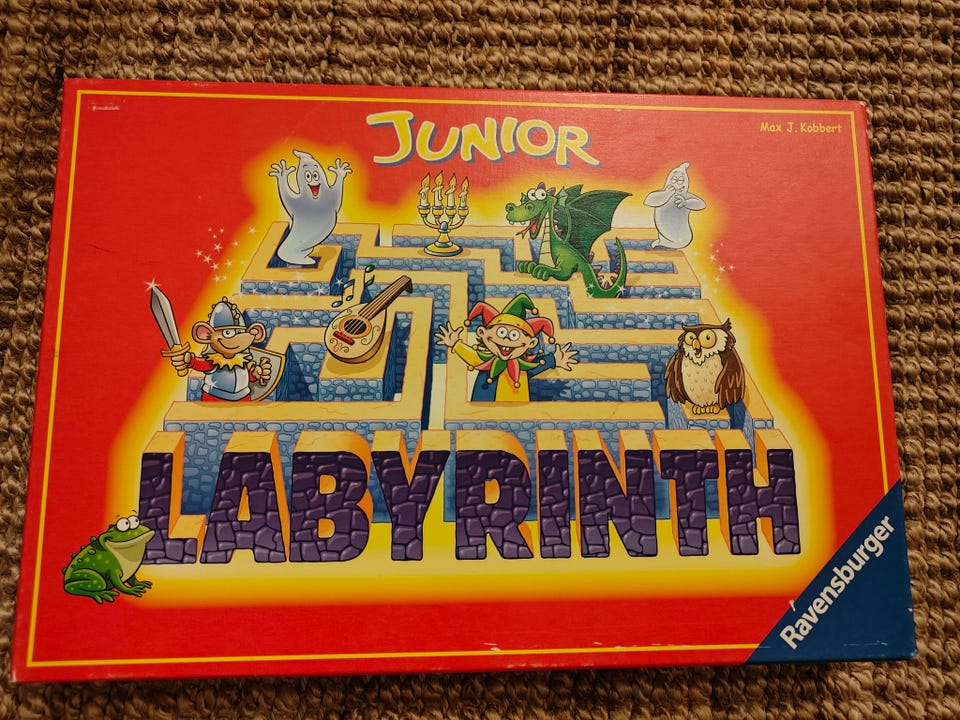 JUNIOR
Max J. Kobbert
LABYRINTH
Ravensburger